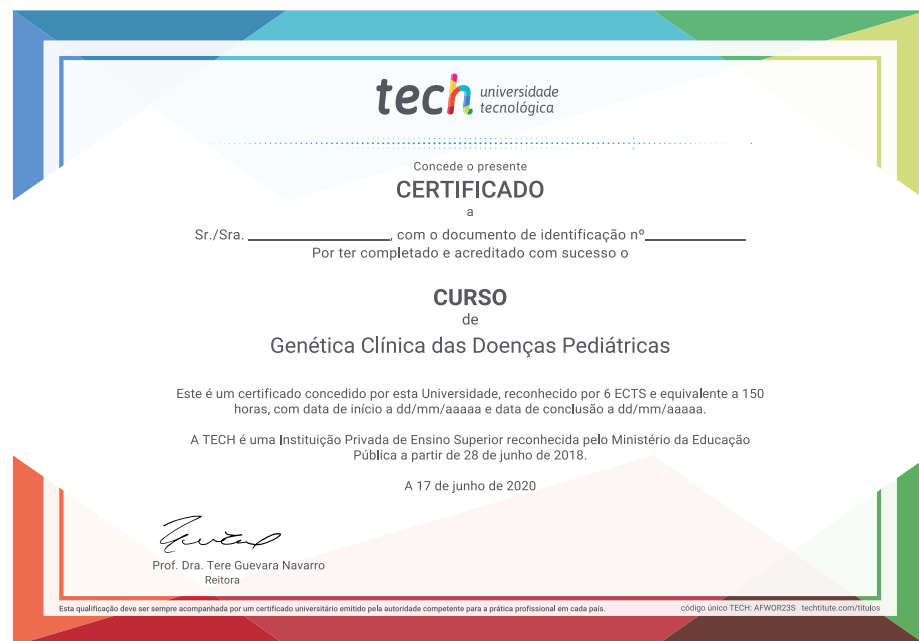 tech universidade
tecnológica
Concede o presente
CERTIFICADO
a
Sr./Sra. ____________________, com o documento de identificação nº______________
Por ter completado e acreditado com sucesso o
CURSO
de
Genética Clínica das Doenças Pediátricas
Este é um certificado concedido por esta Universidade, reconhecido por 6 ECTS e equivalente a 150
horas, com data de início a dd/mm/aaaaa e data de conclusão a dd/mm/aaaaa.
A TECH é uma Instituição Privada de Ensino Superior reconhecida pelo Ministério da Educação
Pública a partir de 28 de junho de 2018.
A 17 de junho de 2020
Prof. Dra. Tere Guevara Navarro
Reitora
Esta qualificação deve ser sempre acompanhada por um certificado universitário emitido pela autoridade competente para a prática profissional em cada país.
código único TECH: AFWOR23S techtitute.com/titulos